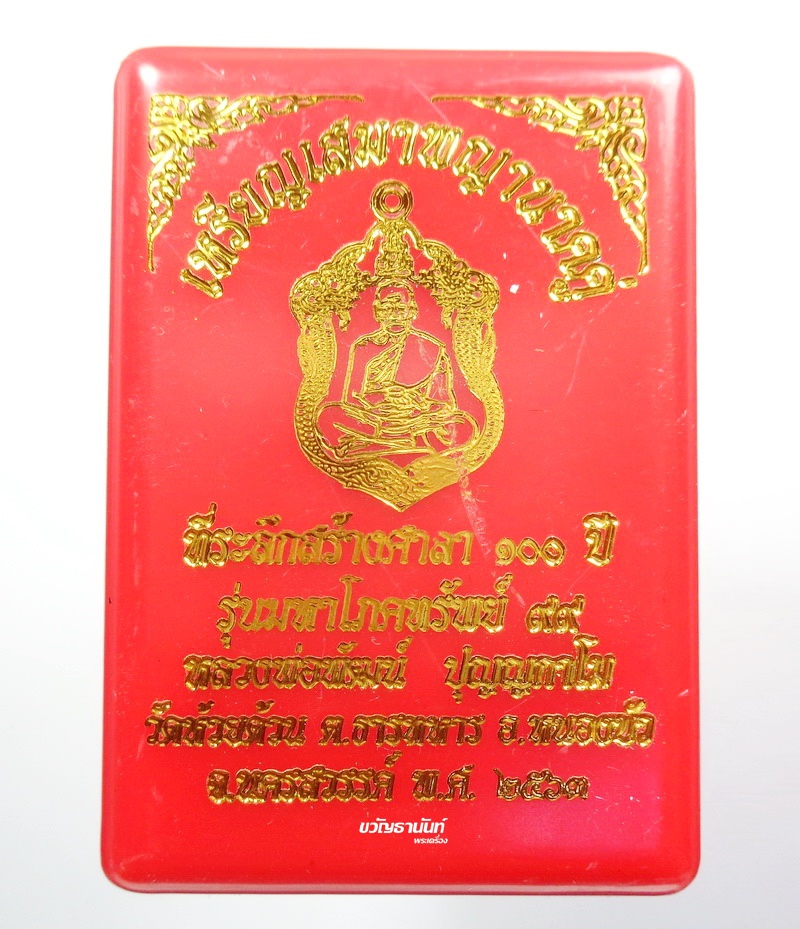 เหรียญเสมาพญานาคคู่
ที่ระลึกสร้างศาลา ๑๐๐ ปี
รุ่นมหาโภคทรัพย์ ๙๙
หลวงพ่อพัฒน์ ปุญญกาโม
วัดห้วยด้วน ต.ธารทหาร อ.หนองบัว
จ.นครสวรรค์ พ.ศ. ๒๕๖๓
ขวัญธานันท์
พระเครื่อง